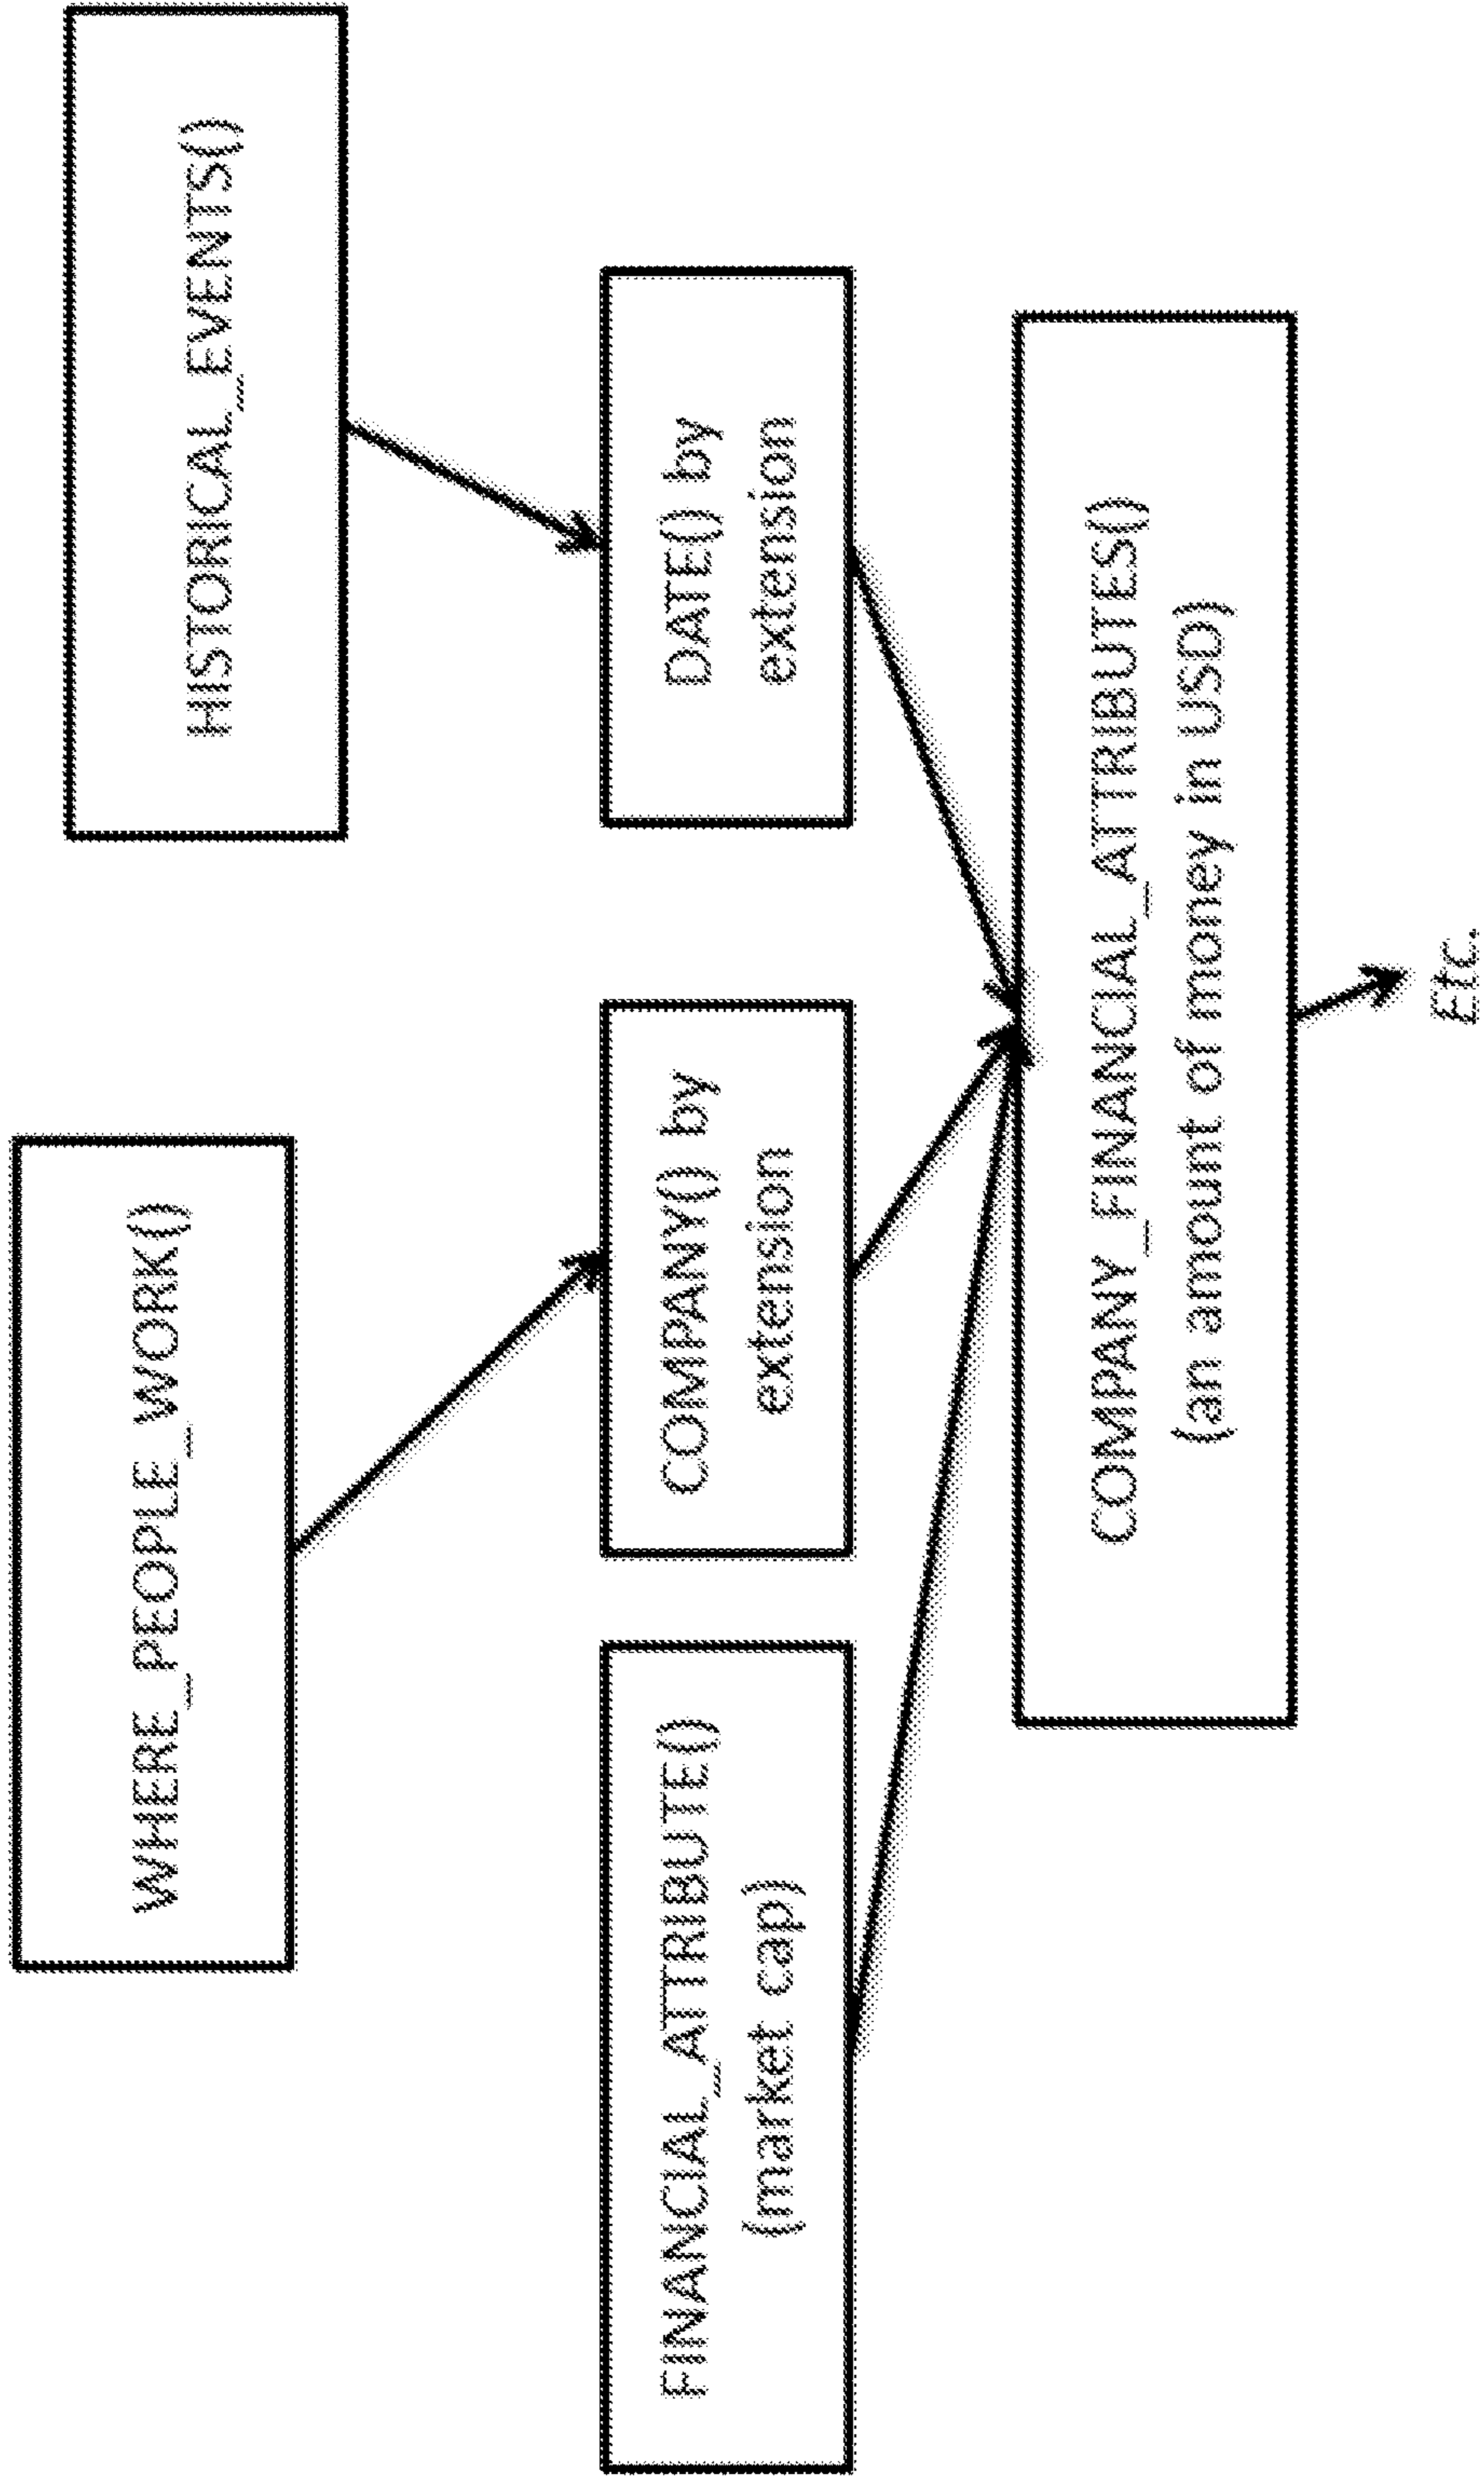 WHERE_PEOPLE_WORK()
HISTORICAL_EVENTS()
FINANCIAL_ATTRIBUTE()
(market cap)
COMPANY() by
extension
DATE() by
extension
COMPANY_FINANCIAL_ATTRIBUTES()
(an amount of money in USD)
Etc.